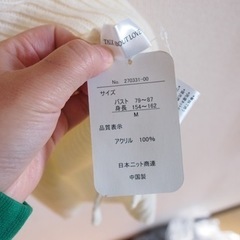 No. 270331-00
サイズ
バスト 79~87
身長 154~162
M
品質表示
アクリル 100%
日本ニット商通
中国製